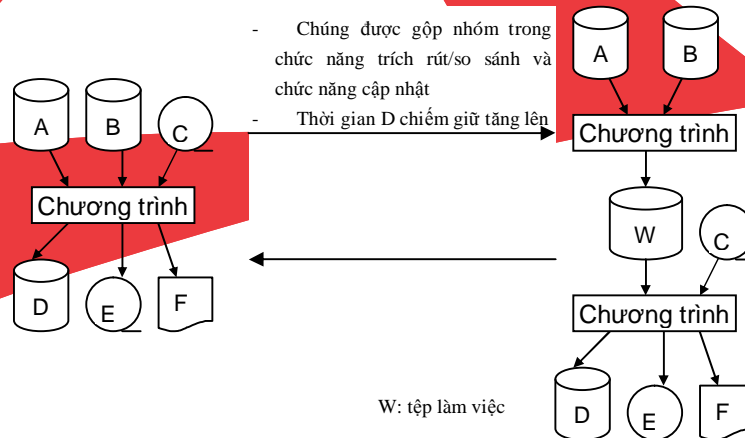 - Chúng được gộp nhóm trong
chức năng trích rút/so sánh và
chức năng cập nhật
- Thời gian D chiếm giữ tăng lên
A B C
Chương trình
D E F
A B
Chương trình
W C
Chương trình
D E F
W: tệp làm việc